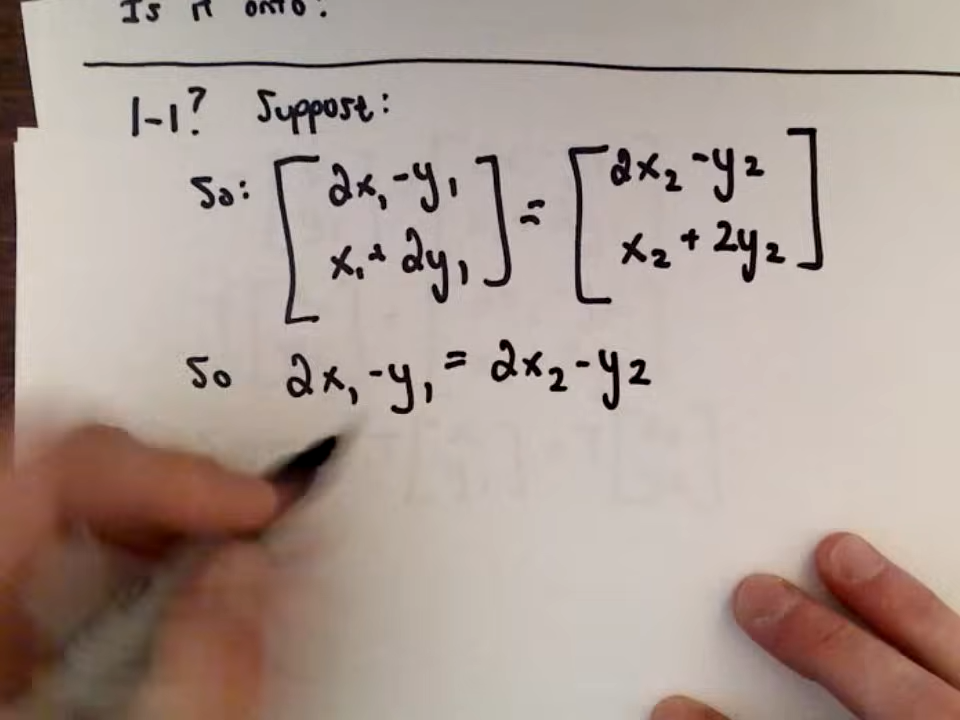 Is it onto?
1-1? Suppose:
So: [2x₁ - y₁ = [2x₂ - y₂
x₁ + 2y₁] x₂ + 2y₂]
So 2x₁ - y₁ = 2x₂ - y₂